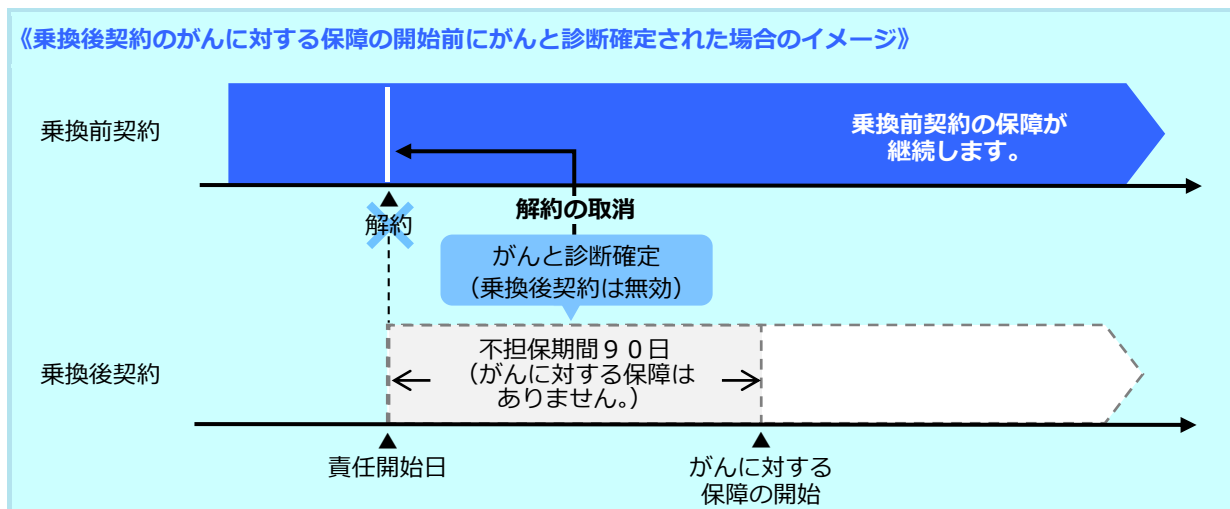 《乗換後契約のがんに対する保障の開始前にがんと診断確定された場合のイメージ》
乗換前契約
乗換前契約の保障が
継続します。
解約の取消
解約
がんと診断確定
（乗換後契約は無効）
乗換後契約
不担保期間９０日
（がんに対する保障は
ありません。）
責任開始日
がんに対する
保障の開始